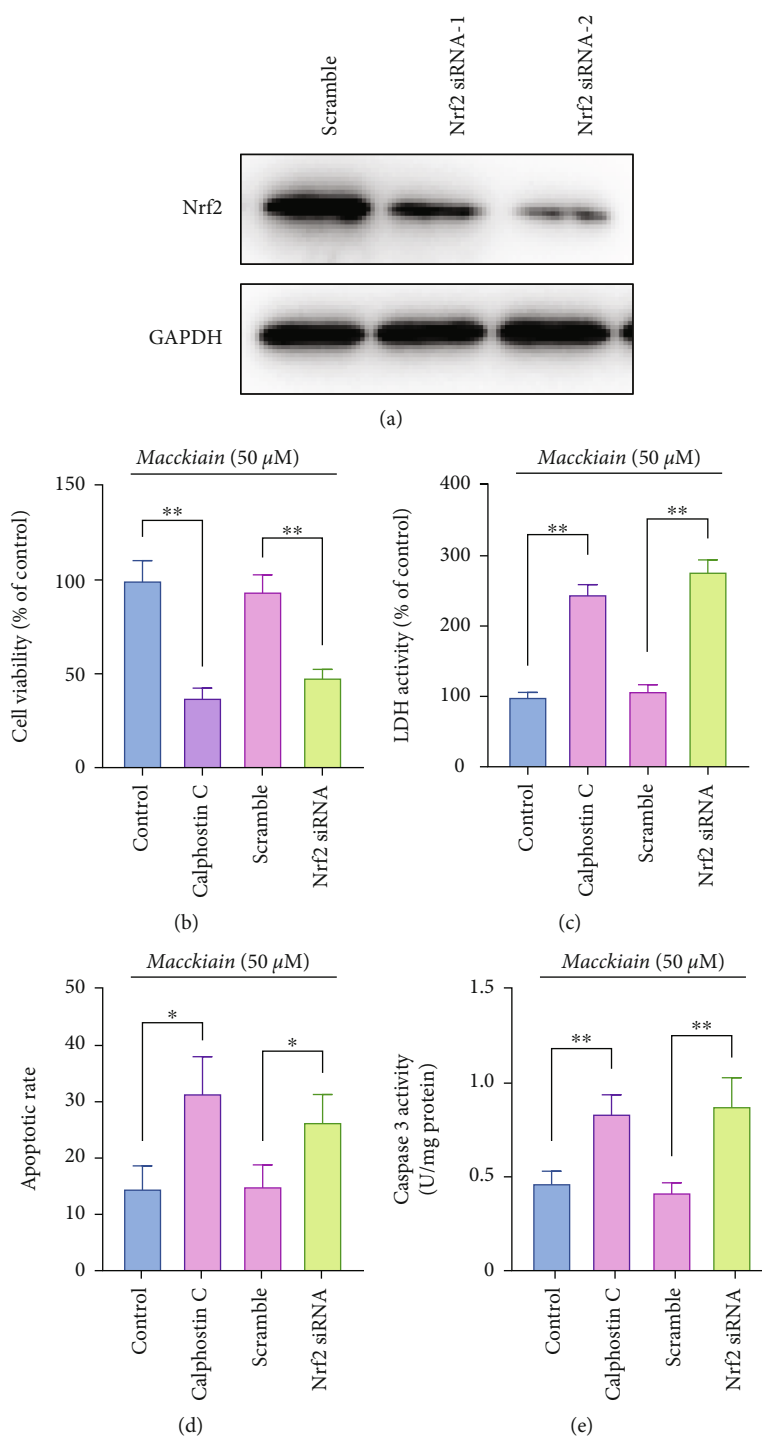 Scramble
Nrf2 siRNA-1
Nrf2 siRNA-2
Nrf2
GAPDH
(a)
Macckiain (50 µM)
Cell viability (% of control)
150
100
50
0
**
**
Control
Calphostin C
Scramble
Nrf2 siRNA
(b)
Macckiain (50 µM)
LDH activity (% of control)
400
300
200
100
0
**
**
Control
Calphostin C
Scramble
Nrf2 siRNA
(c)
Macckiain (50 µM)
Apoptotic rate
50
40
30
20
10
0
*
*
Control
Calphostin C
Scramble
Nrf2 siRNA
(d)
Macckiain (50 µM)
Caspase 3 activity
(U/mg protein)
1.5
1.0
0.5
0
**
**
Control
Calphostin C
Scramble
Nrf2 siRNA
(e)